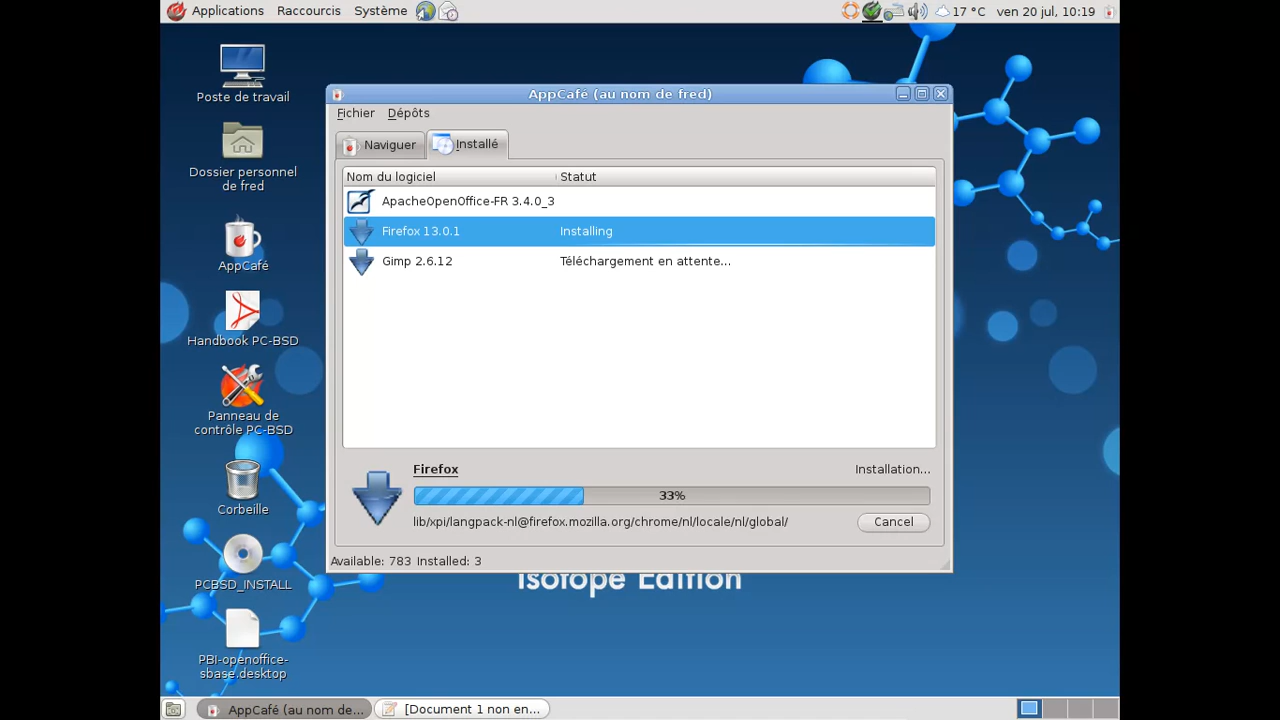 Applications Raccourcis Système 17 °C ven 20 jul, 10:19
Poste de travail
Dossier personnel
de fred
AppCafé
Handbook PC-BSD
Panneau de
contrôle PC-BSD
Corbeille
PCBSD_INSTALL
PBI-openoffice-
sbase.desktop
AppCafé (au nom de fred)
Fichier Dépôts
Naviguer Installé
Nom du logiciel Statut
ApacheOpenOffice-FR 3.4.0_3
Firefox 13.0.1 Installing
Gimp 2.6.12 Téléchargement en attente...
Firefox Installation...
33%
lib/xpi/langpack-nl@firefox.mozilla.org/chrome/nl/locale/nl/global/ Cancel
Available: 783 Installed: 3
Isotope Edition
AppCafé (au nom de... [Document 1 non en...